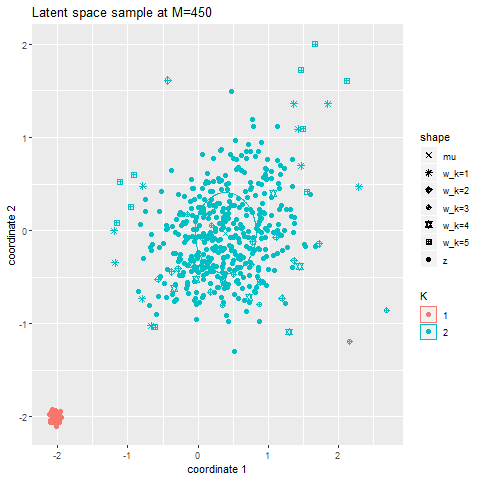 Latent space sample at M=450
coordinate 2
2
1
0
-1
-2
-2
-1
0
1
2
coordinate 1
shape
mu
w_k=1
w_k=2
w_k=3
w_k=4
w_k=5
z
K
1
2